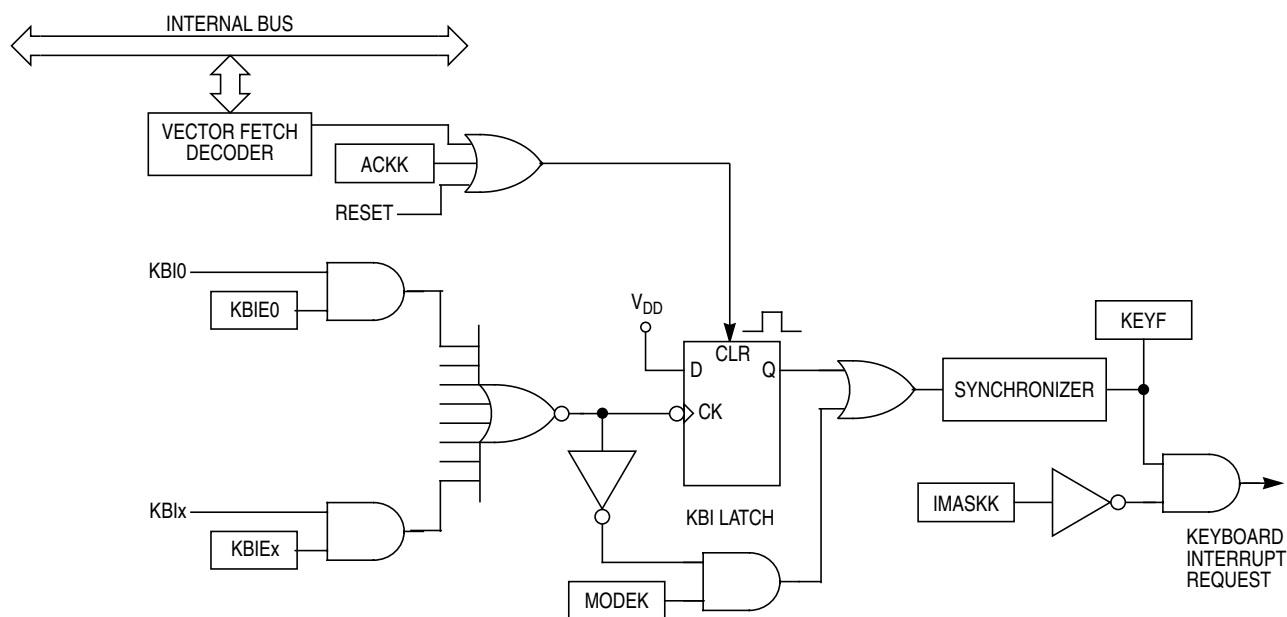 INTERNAL BUS
VECTOR FETCH
DECODER
ACKK
RESET
KBI0
KBIE0
VDD
CLR
D
Q
CK
KBI LATCH
KEYF
SYNCHRONIZER
KBIx
KBIEx
MODEK
IMASKK
KEYBOARD
INTERRUPT
REQUEST